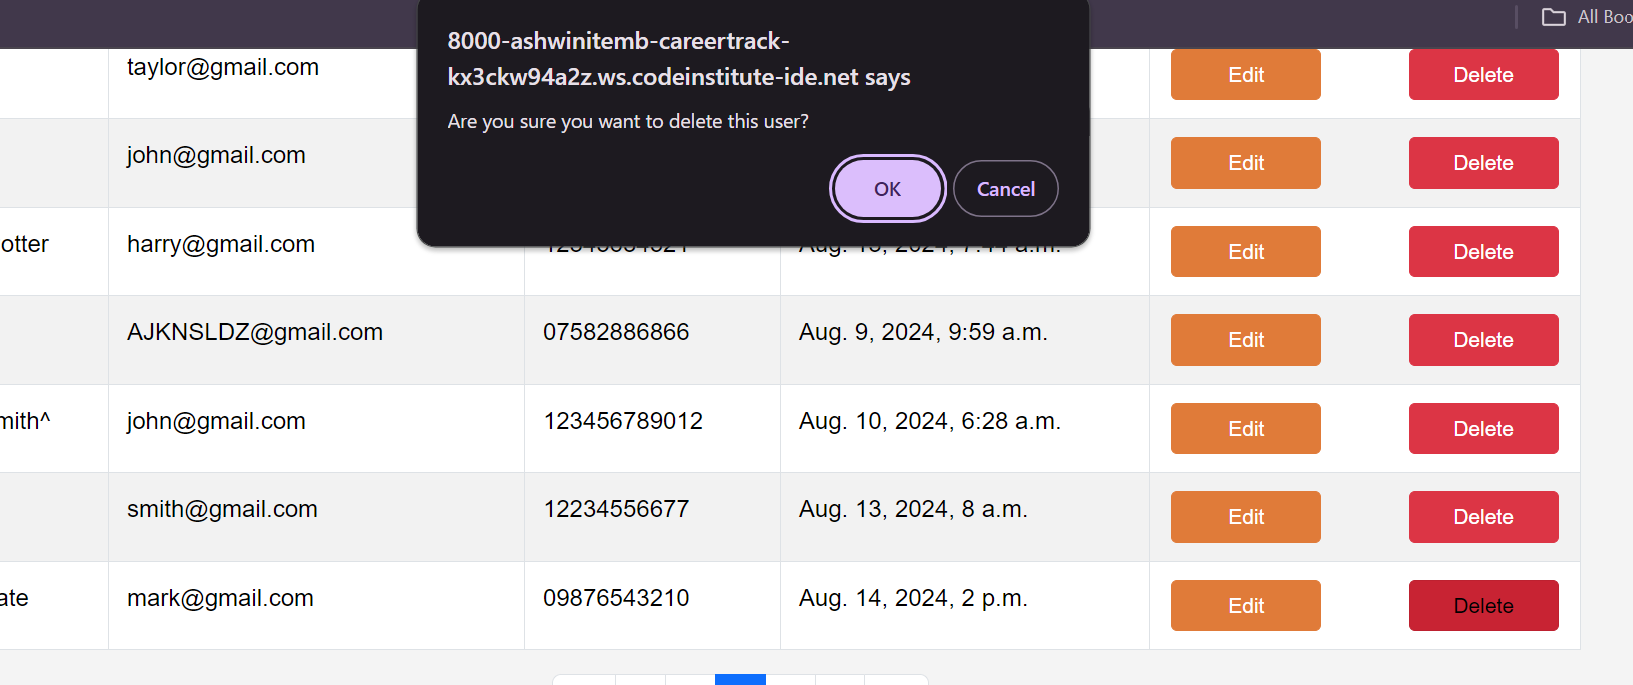 All Boo
8000-ashwinitemb-careertrack-
kx3ckw94a2z.ws.codeinstitute-ide.net says
Are you sure you want to delete this user?
OK Cancel
taylor@gmail.com Edit Delete
john@gmail.com Edit Delete
otter harry@gmail.com Edit Delete
AJKNSLDZ@gmail.com 07582886866 Aug. 9, 2024, 9:59 a.m. Edit Delete
mith^ john@gmail.com 123456789012 Aug. 10, 2024, 6:28 a.m. Edit Delete
smith@gmail.com 12234556677 Aug. 13, 2024, 8 a.m. Edit Delete
ate mark@gmail.com 09876543210 Aug. 14, 2024, 2 p.m. Edit Delete